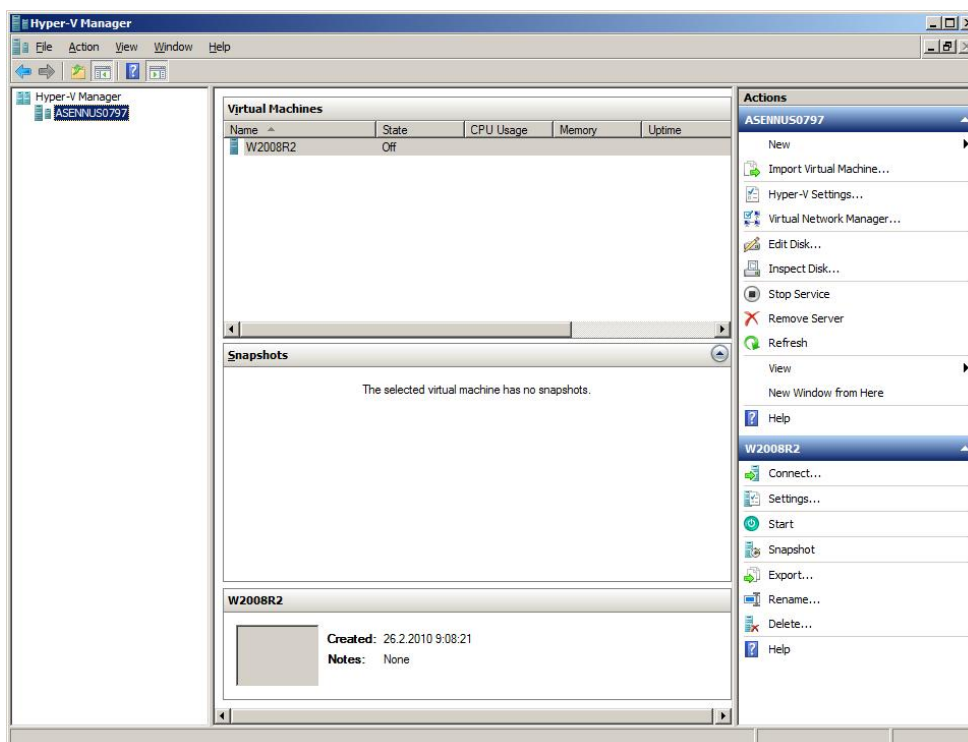 Hyper-V Manager
File Action View Window Help
Hyper-V Manager
ASENNUS0797
Virtual Machines
Name State CPU Usage Memory Uptime
W2008R2 Off
Snapshots
The selected virtual machine has no snapshots.
W2008R2
Created: 26.2.2010 9:08:21
Notes: None
Actions
ASENNUS0797
New
Import Virtual Machine...
Hyper-V Settings...
Virtual Network Manager...
Edit Disk...
Inspect Disk...
Stop Service
Remove Server
Refresh
View
New Window from Here
Help
W2008R2
Connect...
Settings...
Start
Snapshot
Export...
Rename...
Delete...
Help